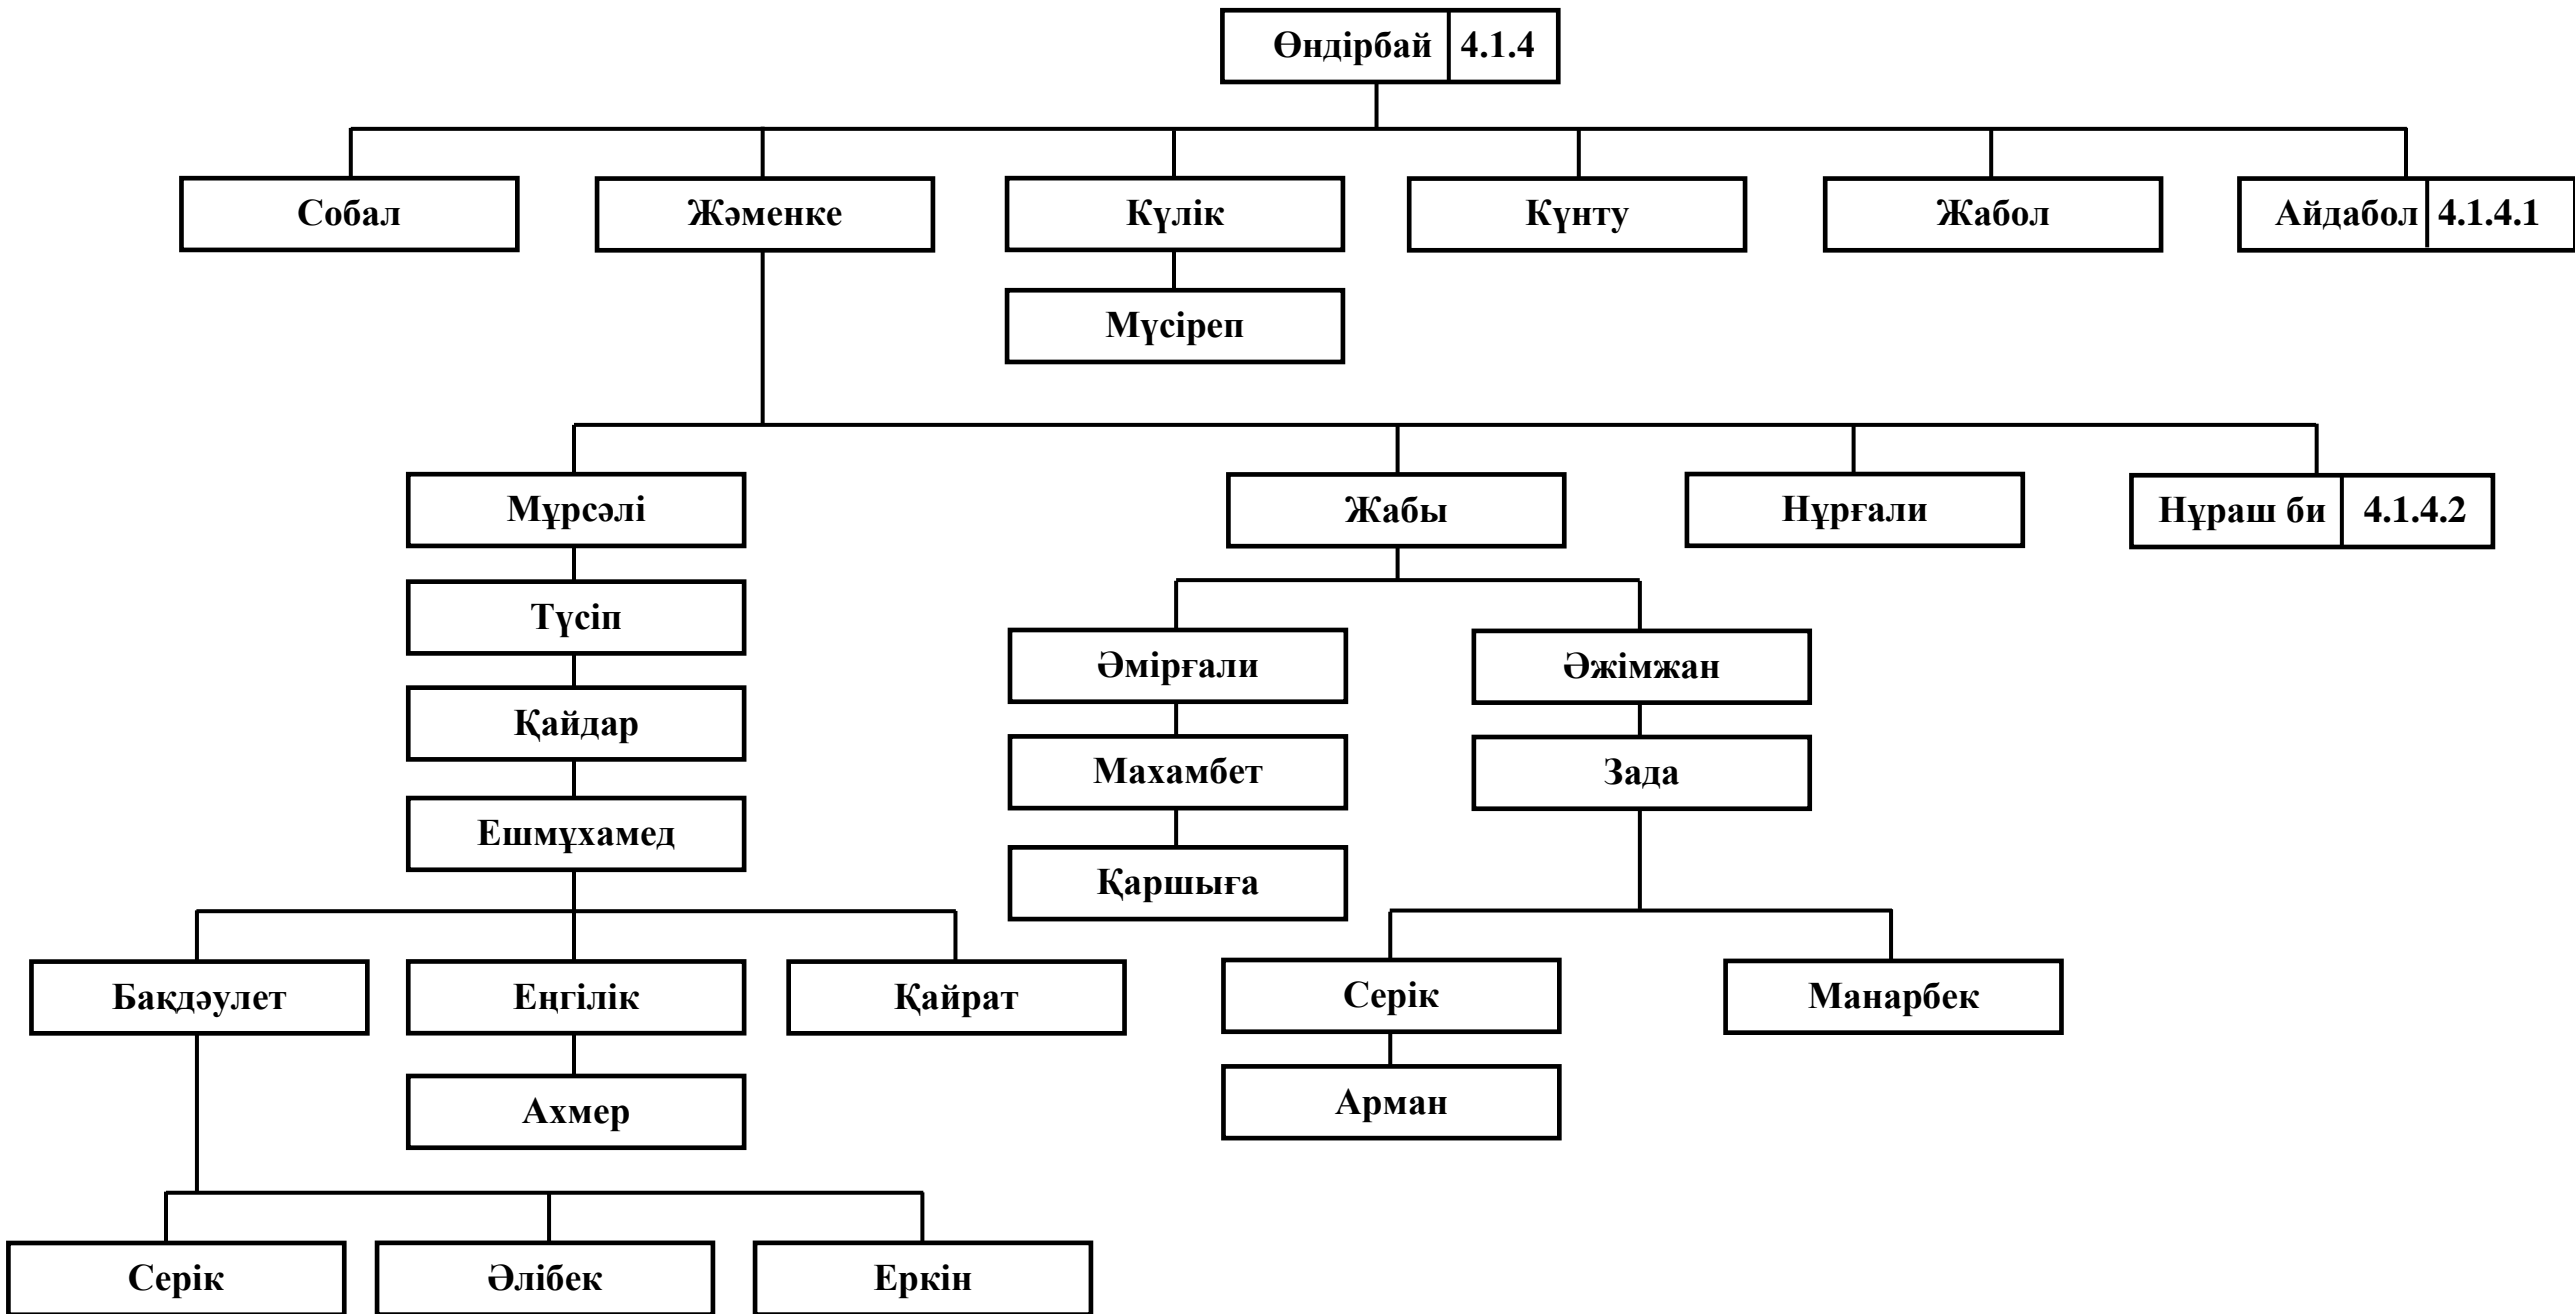 Өндірбай 4.1.4
Собал Жәменке Күлік Күнту Жабол Айдабол 4.1.4.1
Мүсіреп
Мұрсәлі Жабы Нұрғали Нұраш би 4.1.4.2
Түсіп
Әмірғали Әжімжан
Қайдар
Махамбет Зада
Ешмұхамед
Қаршыға
Бақдәулет Еңгілік Қайрат Серік Манарбек
Ахмер Арман
Серік Әлібек Еркін